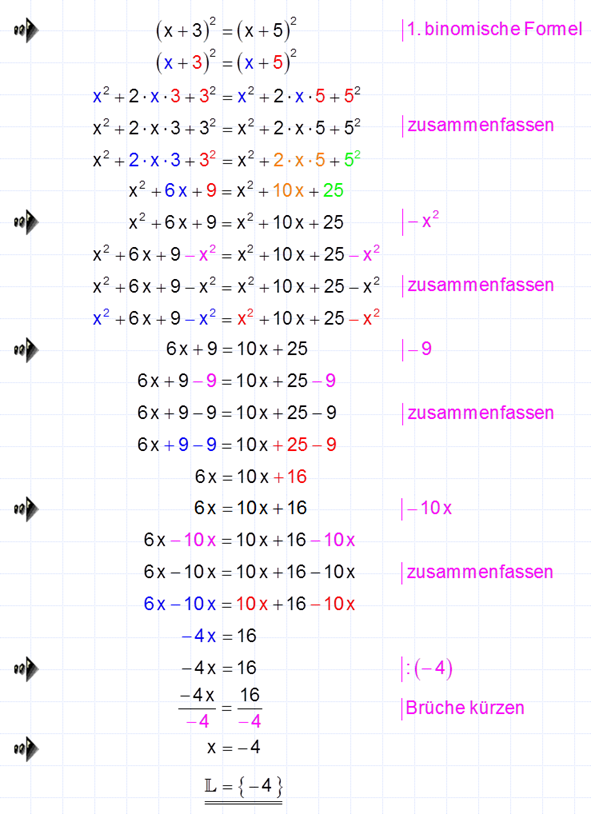 (x + 3)² = (x + 5)² | 1. binomische Formel
(x + 3)² = (x + 5)²
x² + 2 · x · 3 + 3² = x² + 2 · x · 5 + 5²
x² + 2 · x · 3 + 3² = x² + 2 · x · 5 + 5² | zusammenfassen
x² + 2 · x · 3 + 3² = x² + 2 · x · 5 + 5²
x² + 6x + 9 = x² + 10x + 25
x² + 6x + 9 = x² + 10x + 25 | − x²
x² + 6x + 9 − x² = x² + 10x + 25 − x²
x² + 6x + 9 − x² = x² + 10x + 25 − x² | zusammenfassen
x² + 6x + 9 − x² = x² + 10x + 25 − x²
6x + 9 = 10x + 25 | − 9
6x + 9 − 9 = 10x + 25 − 9
6x + 9 − 9 = 10x + 25 − 9 | zusammenfassen
6x + 9 − 9 = 10x + 25 − 9
6x = 10x + 16
6x = 10x + 16 | − 10x
6x − 10x = 10x + 16 − 10x
6x − 10x = 10x + 16 − 10x | zusammenfassen
6x − 10x = 10x + 16 − 10x
−4x = 16
−4x = 16 | : (−4)
−4x / −4 = 16 / −4 | Brüche kürzen
x = −4
𝕃 = {−4}